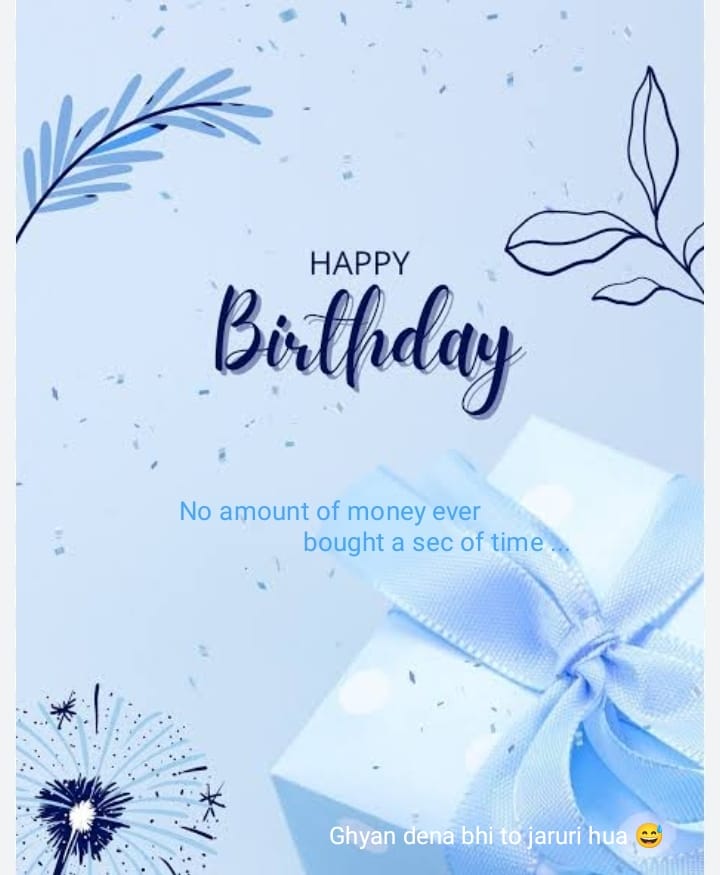 HAPPY
Birthday
No amount of money ever
bought a sec of time ...
Ghyan dena bhi to jaruri hua 😅